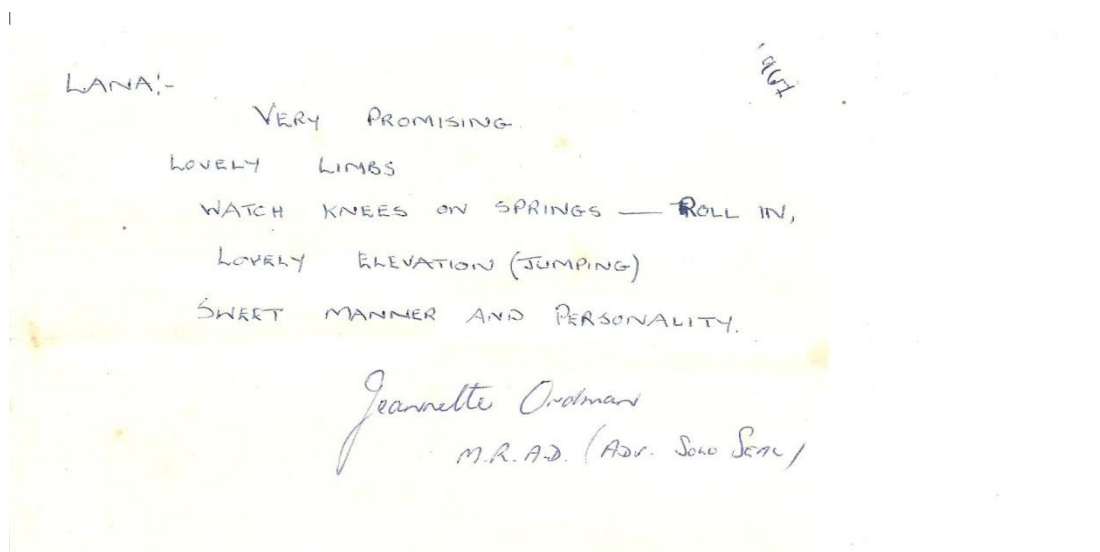 1967
LANA:-
VERY PROMISING.
LOVELY LIMBS
WATCH KNEES ON SPRINGS — ROLL IN,
LOVELY ELEVATION (JUMPING)
SWEET MANNER AND PERSONALITY.
Jeannette Ordman
M.R.A.D. (ADV. SOLO SEAL)